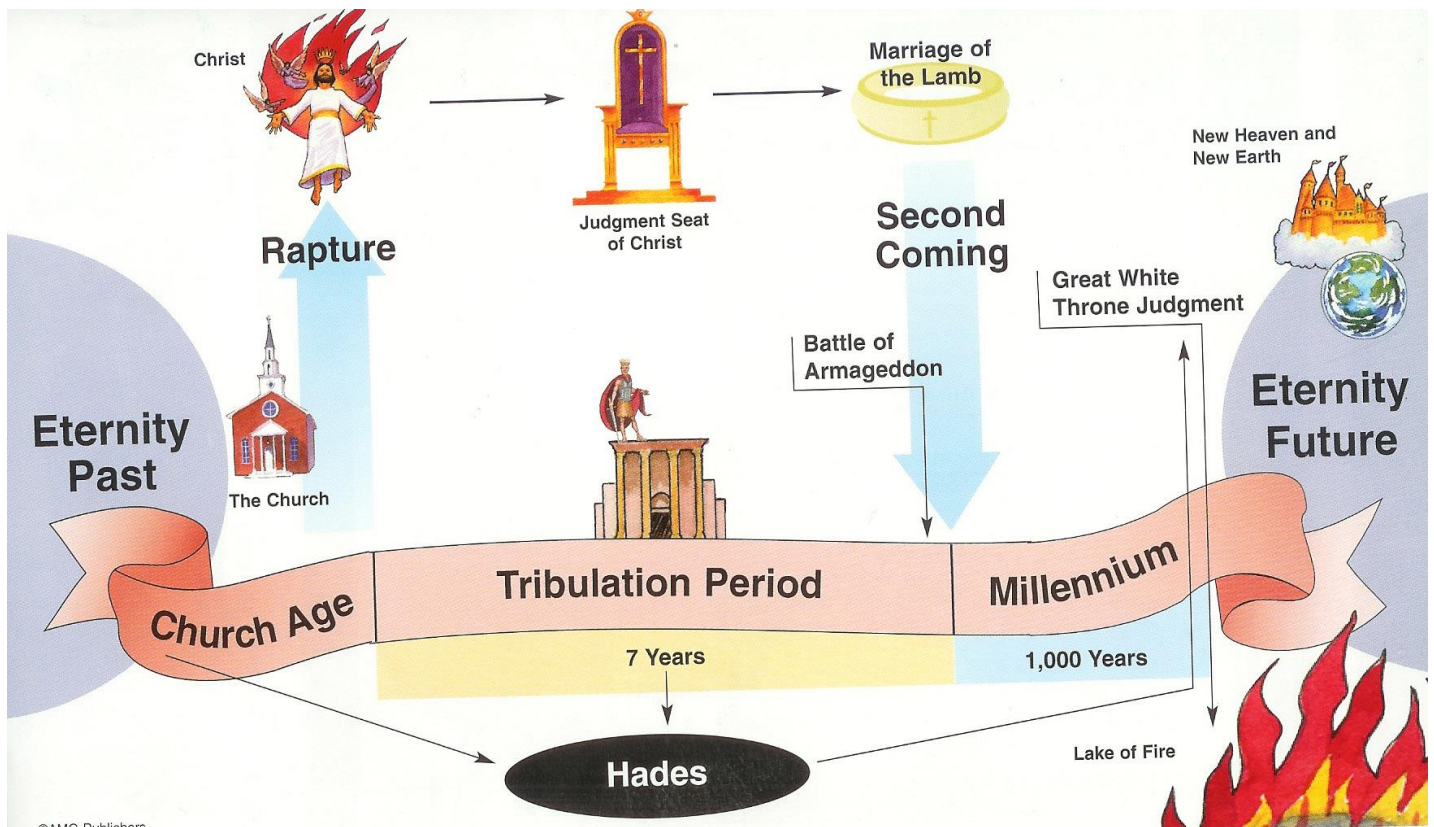 Christ
Marriage of
the Lamb
New Heaven and
New Earth
Judgment Seat
of Christ
Rapture
Second
Coming
Great White
Throne Judgment
Battle of
Armageddon
Eternity
Past
The Church
Eternity
Future
Church Age
Tribulation Period
Millennium
7 Years
1,000 Years
Hades
Lake of Fire
©AMG Publishers